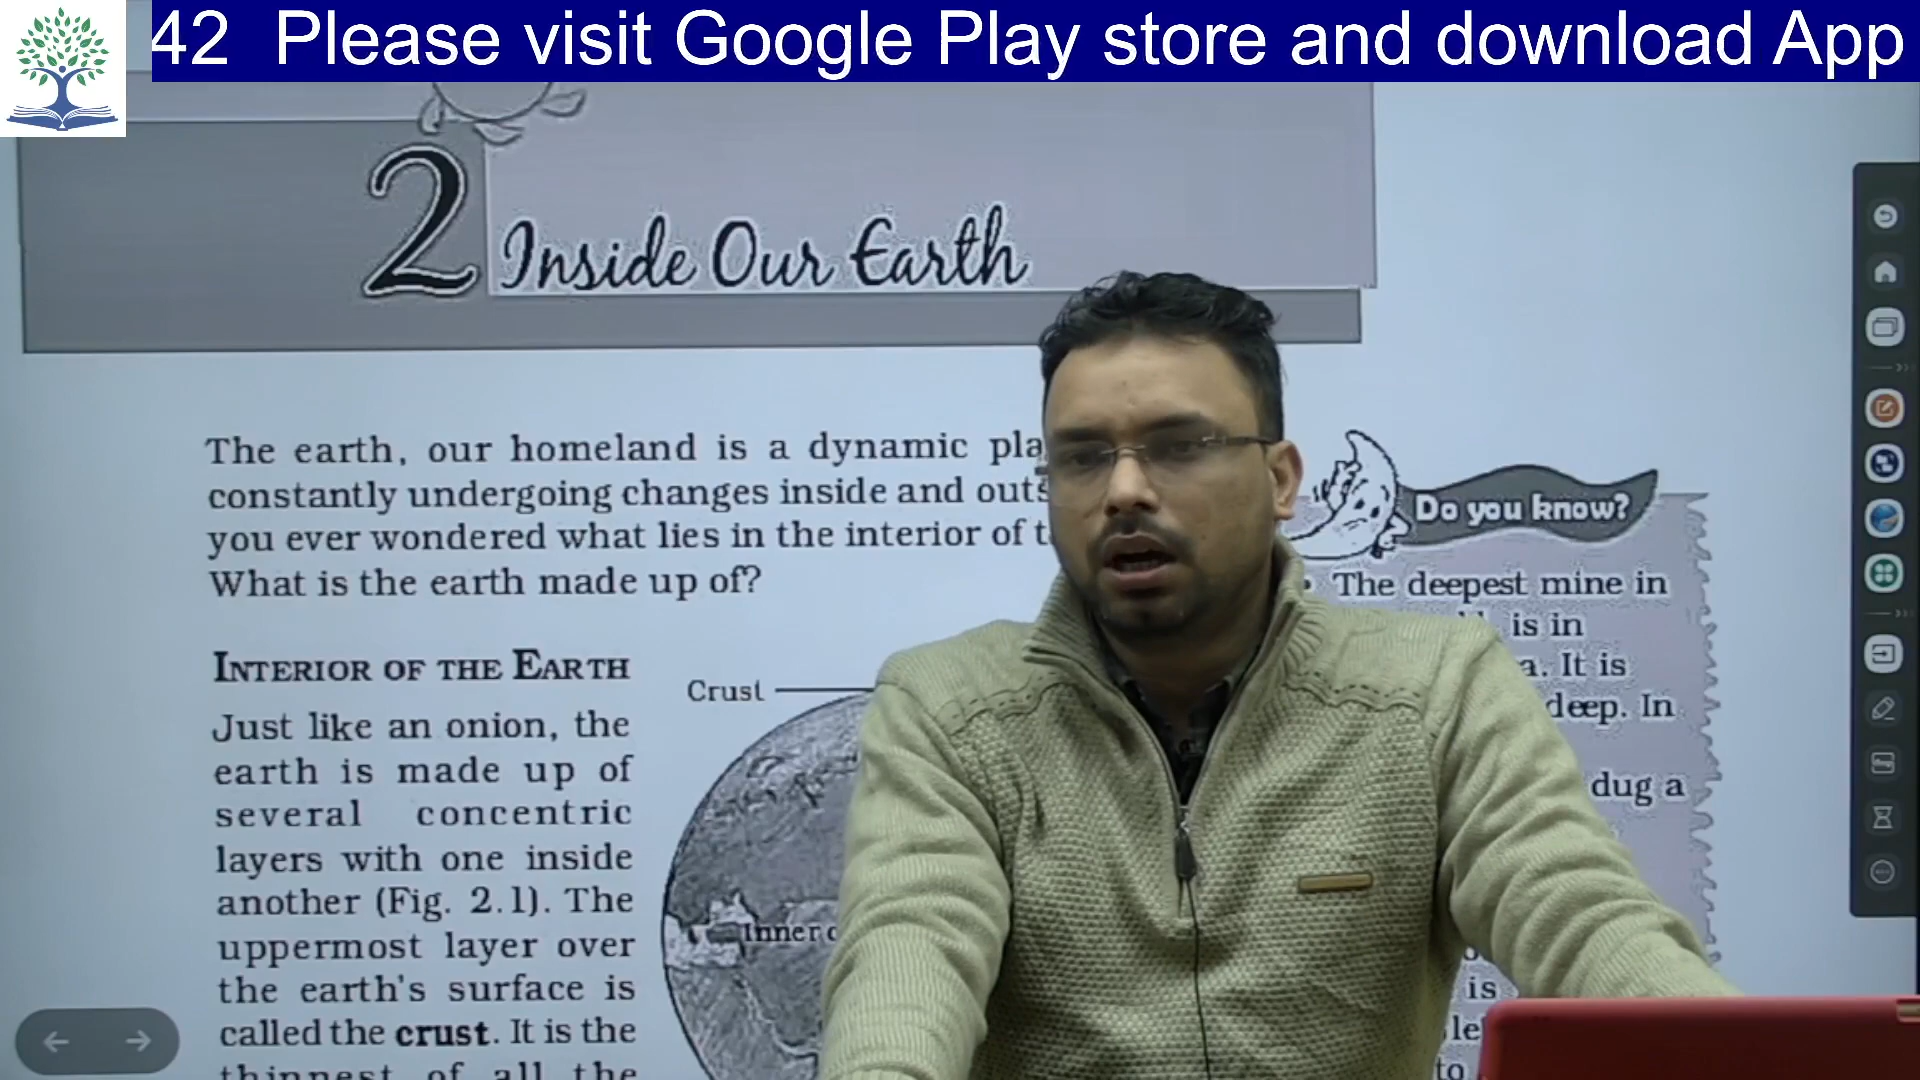 42 Please visit Google Play store and download App
2 Inside Our Earth
The earth, our homeland is a dynamic
constantly undergoing changes inside and
you ever wondered what lies in the interior of
What is the earth made up of?
INTERIOR OF THE EARTH
Just like an onion, the
earth is made up of
several concentric
layers with one inside
another (Fig. 2.1). The
uppermost layer over
the earth's surface is
called the crust. It is the
thinnest of all the
Crust
Inner
Do you know?
• The deepest mine in
is in
It is
deep. In
dug a
is
to